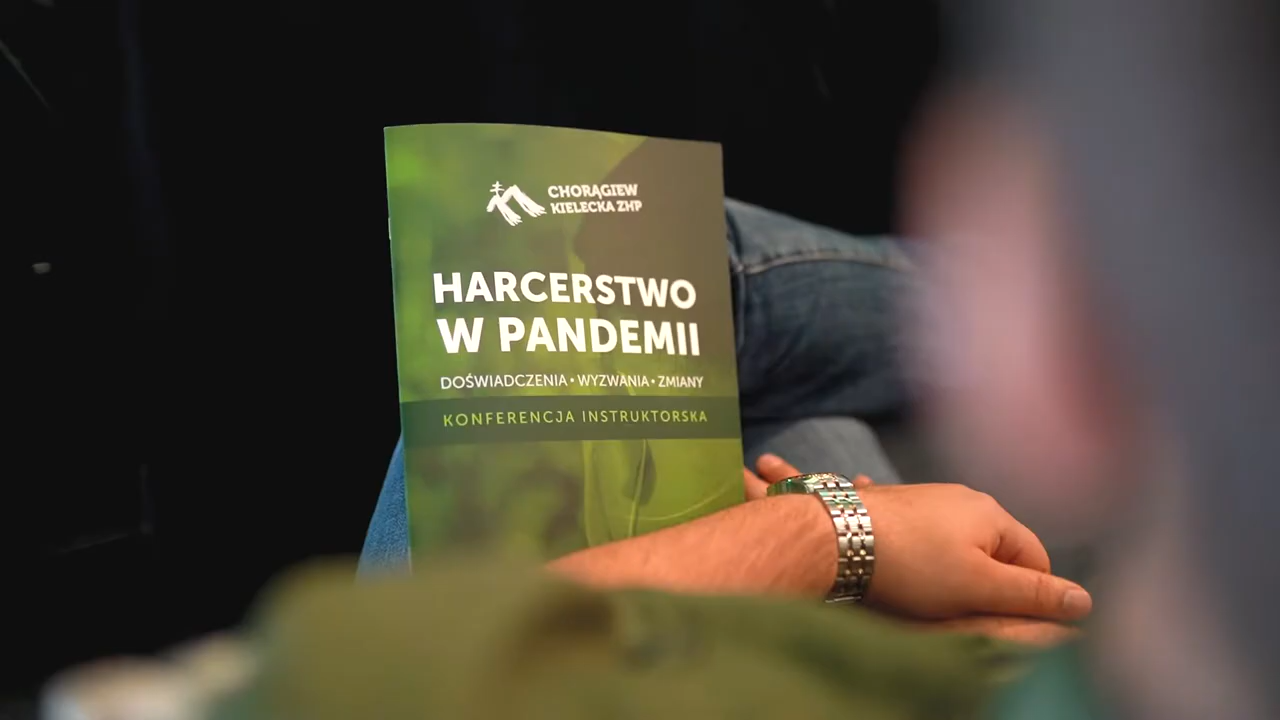 CHORĄGIEW
KIELECKA ZHP
HARCERSTWO
W PANDEMII
DOŚWIADCZENIA • WYZWANIA • ZMIANY
KONFERENCJA INSTRUKTORSKA